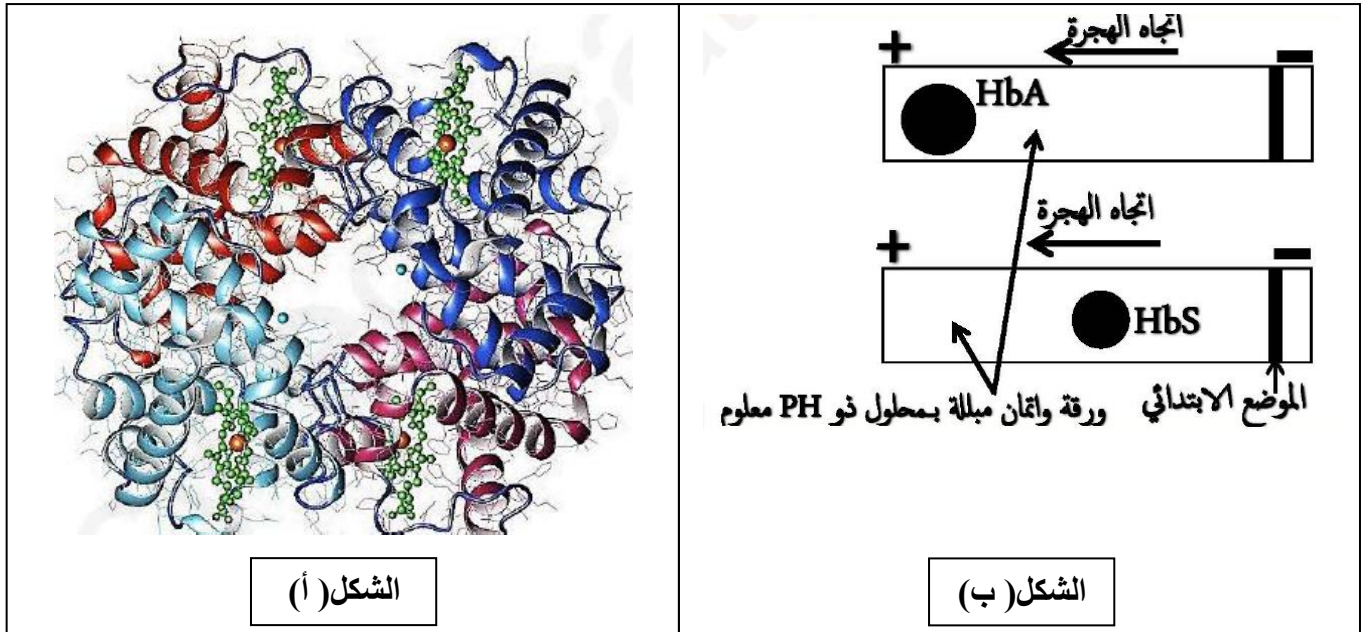 اتجاه الهجرة
+
-
HbA
اتجاه الهجرة
+
-
HbS
الموضع الابتدائي
ورقة واتمان مبللة بمحلول ذو PH معلوم
الشكل( أ)
الشكل( ب)